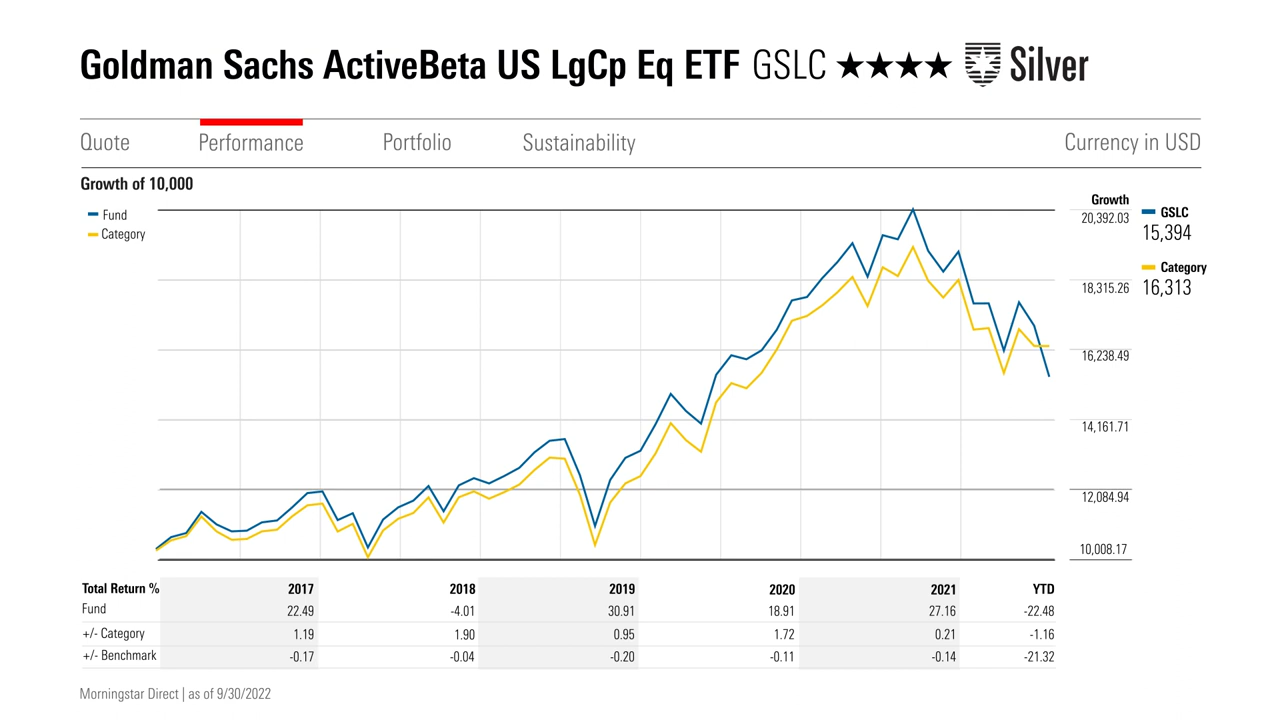 Goldman Sachs ActiveBeta US LgCp Eq ETF GSLC ★★★★ Silver
Quote Performance Portfolio Sustainability Currency in USD
Growth of 10,000
Fund
Category
Growth
20,392.03
18,315.26
16,238.49
14,161.71
12,084.94
10,008.17
GSLC
15,394
Category
16,313
Total Return % 2017 2018 2019 2020 2021 YTD
Fund 22.49 -4.01 30.91 18.91 27.16 -22.48
+/- Category 1.19 1.90 0.95 1.72 0.21 -1.16
+/- Benchmark -0.17 -0.04 -0.20 -0.11 -0.14 -21.32
Morningstar Direct | as of 9/30/2022